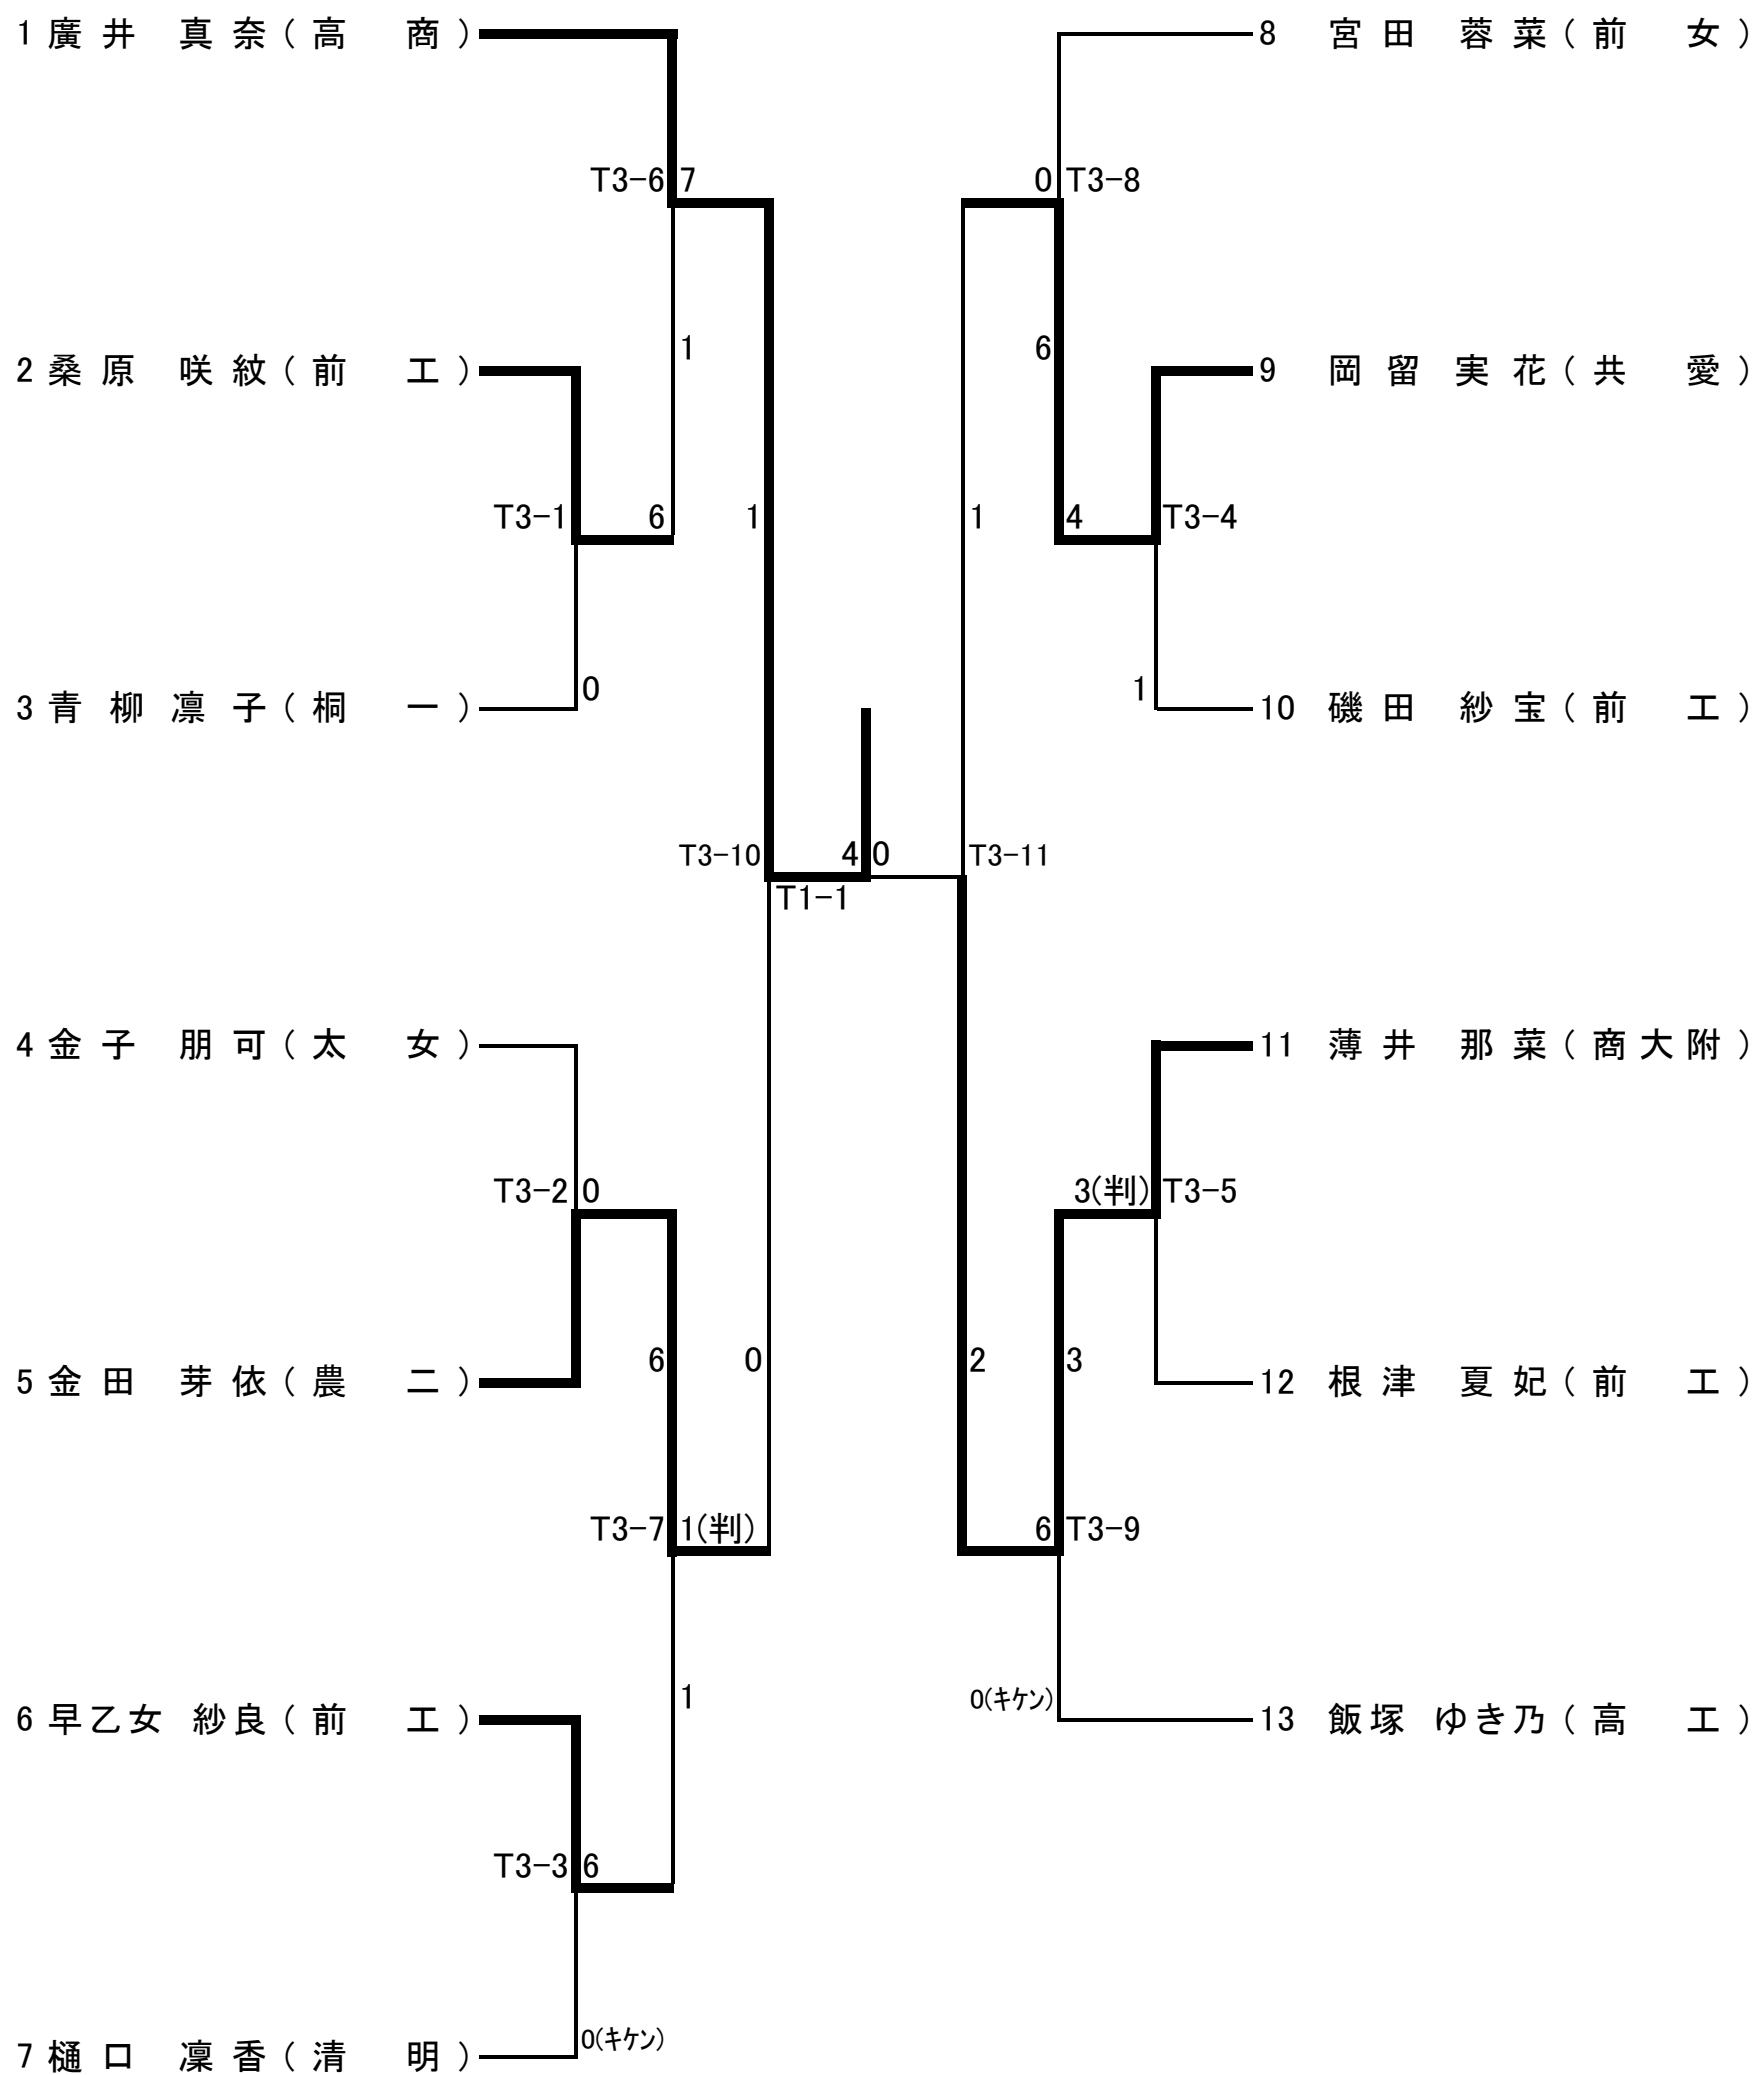 1 廣井 真奈(高 商)
8 宮田 蓉菜(前 女)
T3-6 7
0 T3-8
1
6
2 桑原 咲紋(前 工)
9 岡留 実花(共 愛)
T3-1 6 1
1 4 T3-4
3 青柳凛子(桐 一)
0
1
10 磯田 紗宝(前 工)
T3-10 4 0 T3-11
T1-1
4 金子 朋可(太 女)
11 薄井 那菜(商大附)
T3-2 0
3(判) T3-5
5 金田 芽依(農 二)
6 0
2 3
12 根津 夏妃(前 工)
T3-7 1(判)
6 T3-9
6 早乙女 紗良(前 工)
1
0(キケン)
13 飯塚 ゆき乃(高 工)
T3-3 6
7 樋口 凜香(清 明)
0(キケン)